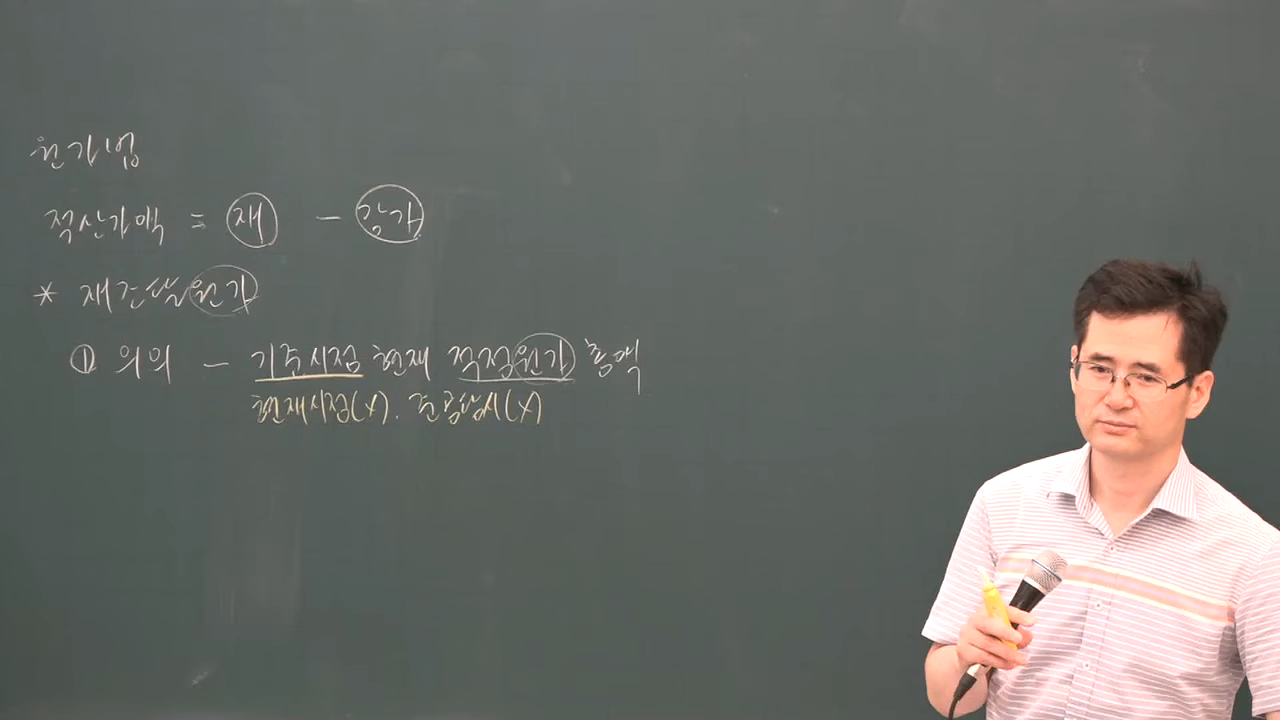 원가법
적산가액 = 재 - 감가
* 재조달원가
① 의의 - 기준시점 현재 적정원가 총액
현재시점(x). 준공당시(x)